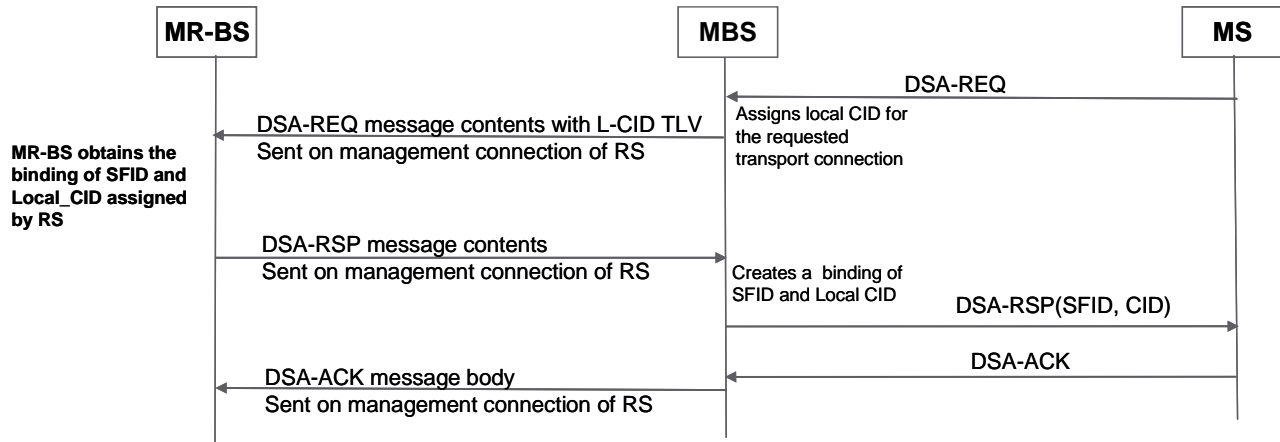 MR-BS
MBS
MS
DSA-REQ
Assigns local CID for
the requested
transport connection
DSA-REQ message contents with L-CID TLV
Sent on management connection of RS
MR-BS obtains the
binding of SFID and
Local_CID assigned
by RS
DSA-RSP message contents
Sent on management connection of RS
Creates a binding of
SFID and Local CID
DSA-RSP(SFID, CID)
DSA-ACK
DSA-ACK message body
Sent on management connection of RS